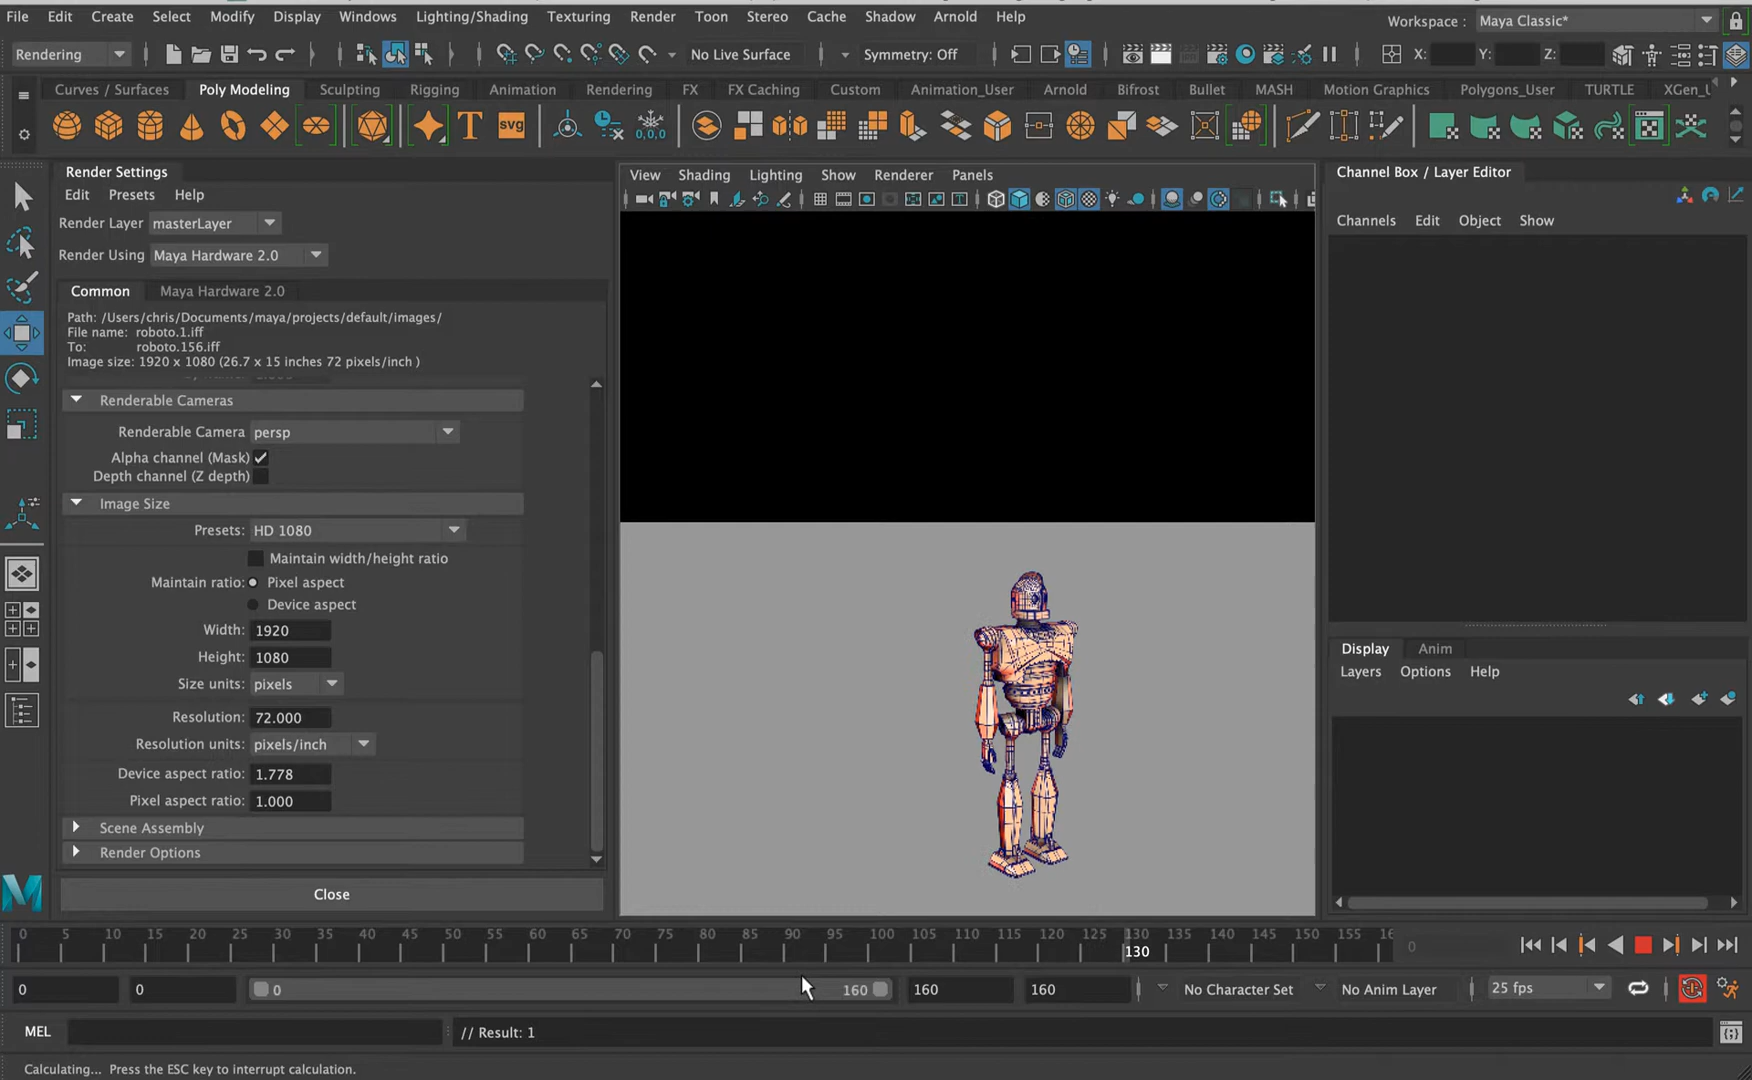 File Edit Create Select Modify Display Windows Lighting/Shading Texturing Render Toon Stereo Cache Shadow Arnold Help
Workspace : Maya Classic*
Rendering No Live Surface Symmetry: Off X: Y: Z:
Curves / Surfaces Poly Modeling Sculpting Rigging Animation Rendering FX FX Caching Custom Animation_User Arnold Bifrost Bullet MASH Motion Graphics Polygons_User TURTLE XGen_U
T svg 0,0,0
Render Settings
Edit Presets Help
Render Layer masterLayer
Render Using Maya Hardware 2.0
Common Maya Hardware 2.0
Path: /Users/chris/Documents/maya/projects/default/images/
File name: roboto.1.iff
To: roboto.156.iff
Image size: 1920 x 1080 (26.7 x 15 inches 72 pixels/inch )
Renderable Cameras
Renderable Camera persp
Alpha channel (Mask)
Depth channel (Z depth)
Image Size
Presets: HD 1080
Maintain width/height ratio
Maintain ratio: Pixel aspect
Device aspect
Width: 1920
Height: 1080
Size units: pixels
Resolution: 72.000
Resolution units: pixels/inch
Device aspect ratio: 1.778
Pixel aspect ratio: 1.000
Scene Assembly
Render Options
Close
View Shading Lighting Show Renderer Panels
Channel Box / Layer Editor
Channels Edit Object Show
Display Anim
Layers Options Help
0 5 10 15 20 25 30 35 40 45 50 55 60 65 70 75 80 85 90 95 100 105 110 115 120 125 130 135 140 145 150 155 16
130
0
0 0 0 160 160 160 No Character Set No Anim Layer 25 fps
MEL // Result: 1
Calculating... Press the ESC key to interrupt calculation.